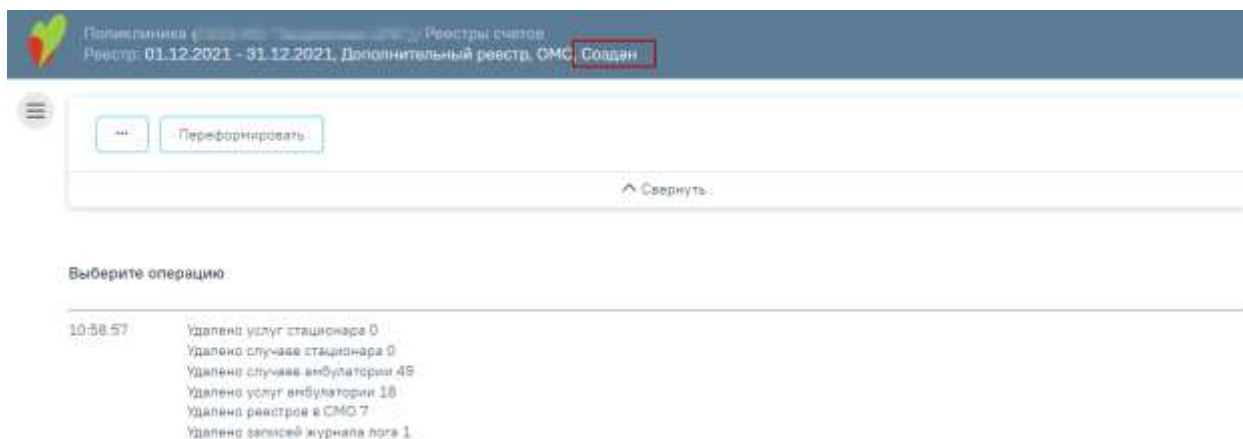 Поликлиника ( Реестры счетов
Реестр: 01.12.2021 - 31.12.2021, Дополнительный реестр, ОМС, Создан
...
Переформировать
Свернуть
Выберите операцию
10:58:57 Удалено услуг стационара 0
Удалено случаев стационара 0
Удалено случаев амбулатории 49
Удалено услуг амбулатории 18
Удалено реестров в СМО 7
Удалено записей журнала лога 1